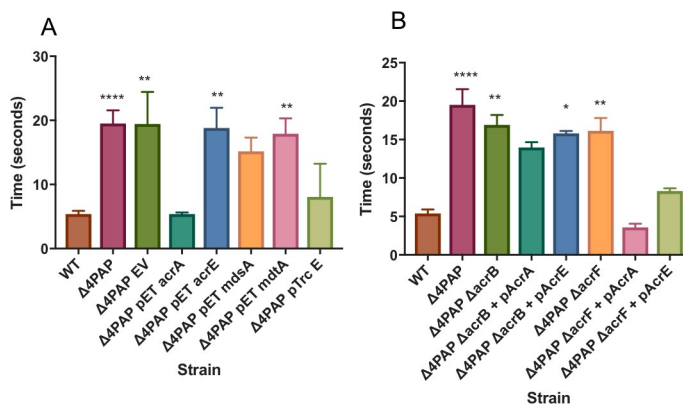 A
Time (seconds)
30
20
10
0
****
**
**
**
WT
Δ4PAP
Δ4PAP EV
Δ4PAP pET acrA
Δ4PAP pET acrE
Δ4PAP pET mdsA
Δ4PAP pET mdtA
Δ4PAP pTrc E
Strain
B
Time (seconds)
25
20
15
10
5
0
****
**
*
**
WT
Δ4PAP
Δ4PAP ΔacrB
Δ4PAP ΔacrB + pAcrA
Δ4PAP ΔacrB + pAcrE
Δ4PAP ΔacrF
Δ4PAP ΔacrF + pAcrA
Δ4PAP ΔacrF + pAcrE
Strain